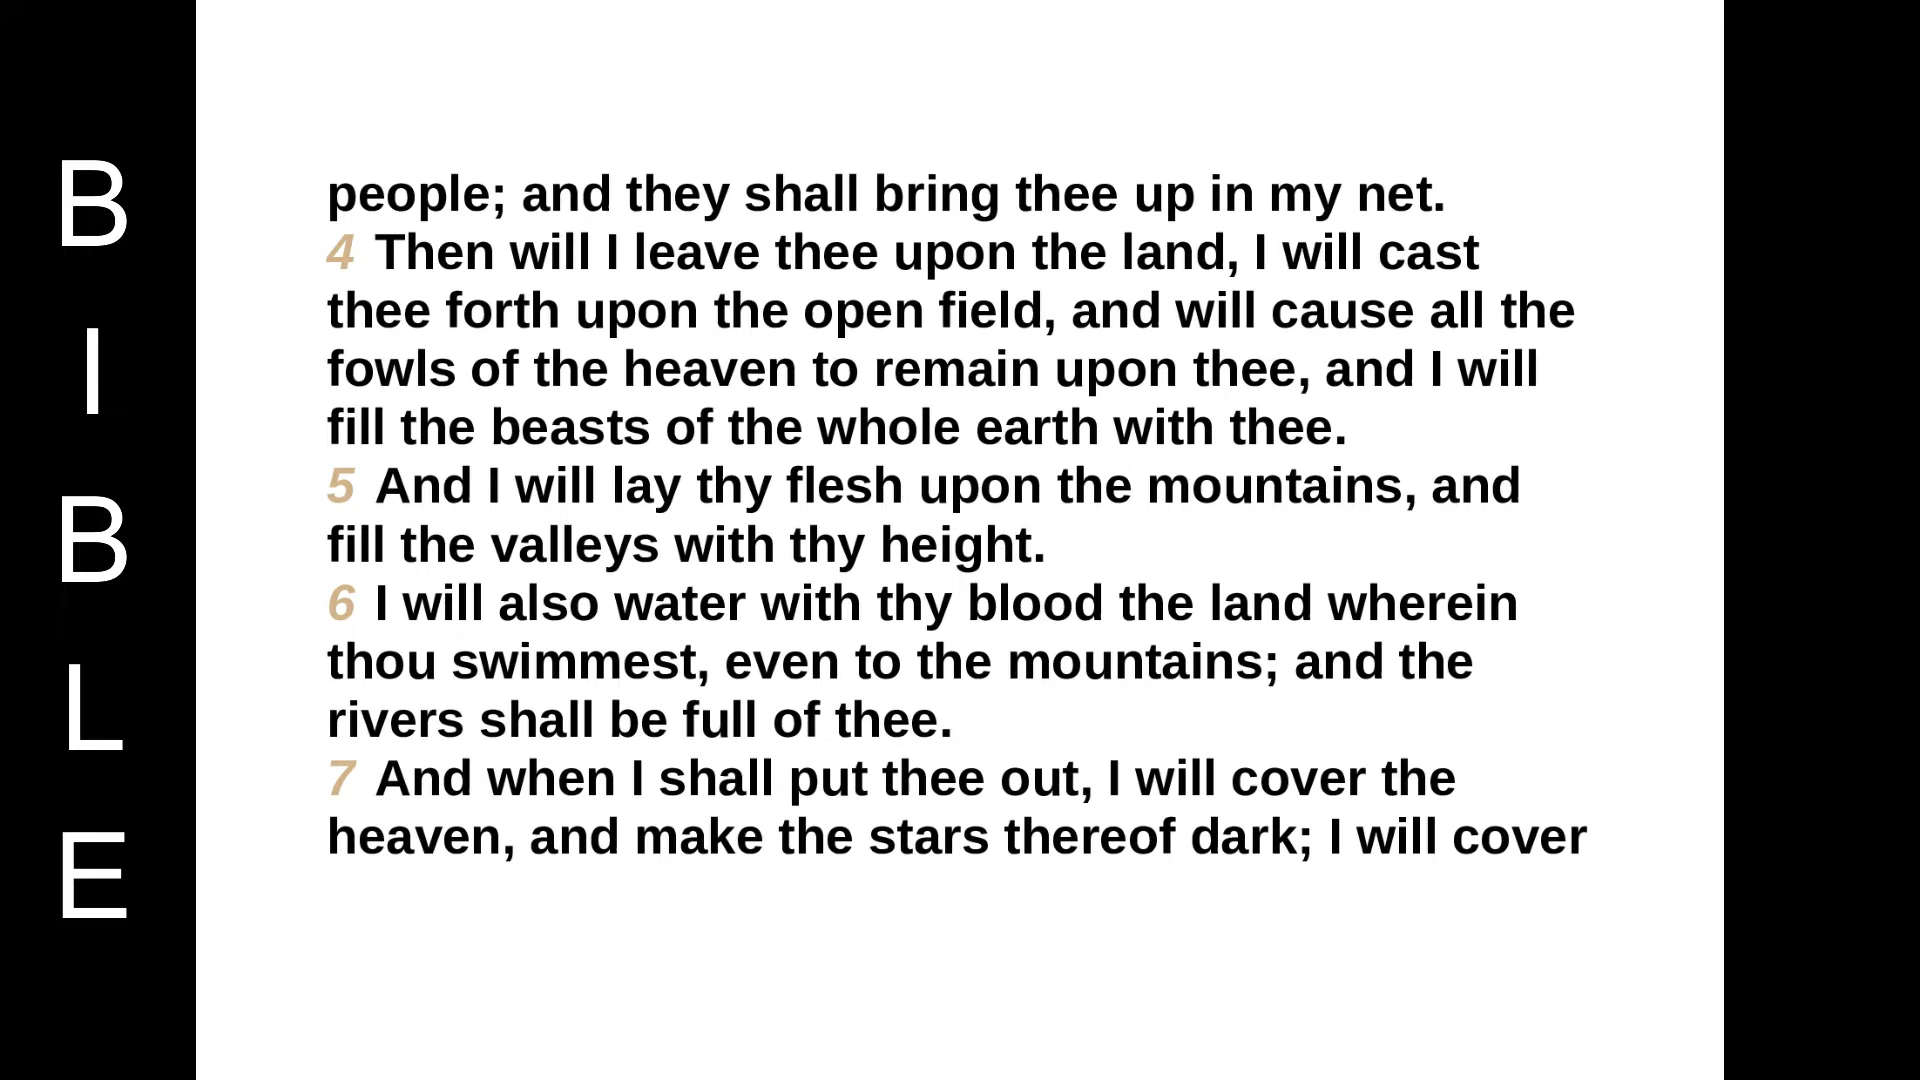 BIBLE
people; and they shall bring thee up in my net.
4 Then will I leave thee upon the land, I will cast
thee forth upon the open field, and will cause all the
fowls of the heaven to remain upon thee, and I will
fill the beasts of the whole earth with thee.
5 And I will lay thy flesh upon the mountains, and
fill the valleys with thy height.
6 I will also water with thy blood the land wherein
thou swimmest, even to the mountains; and the
rivers shall be full of thee.
7 And when I shall put thee out, I will cover the
heaven, and make the stars thereof dark; I will cover